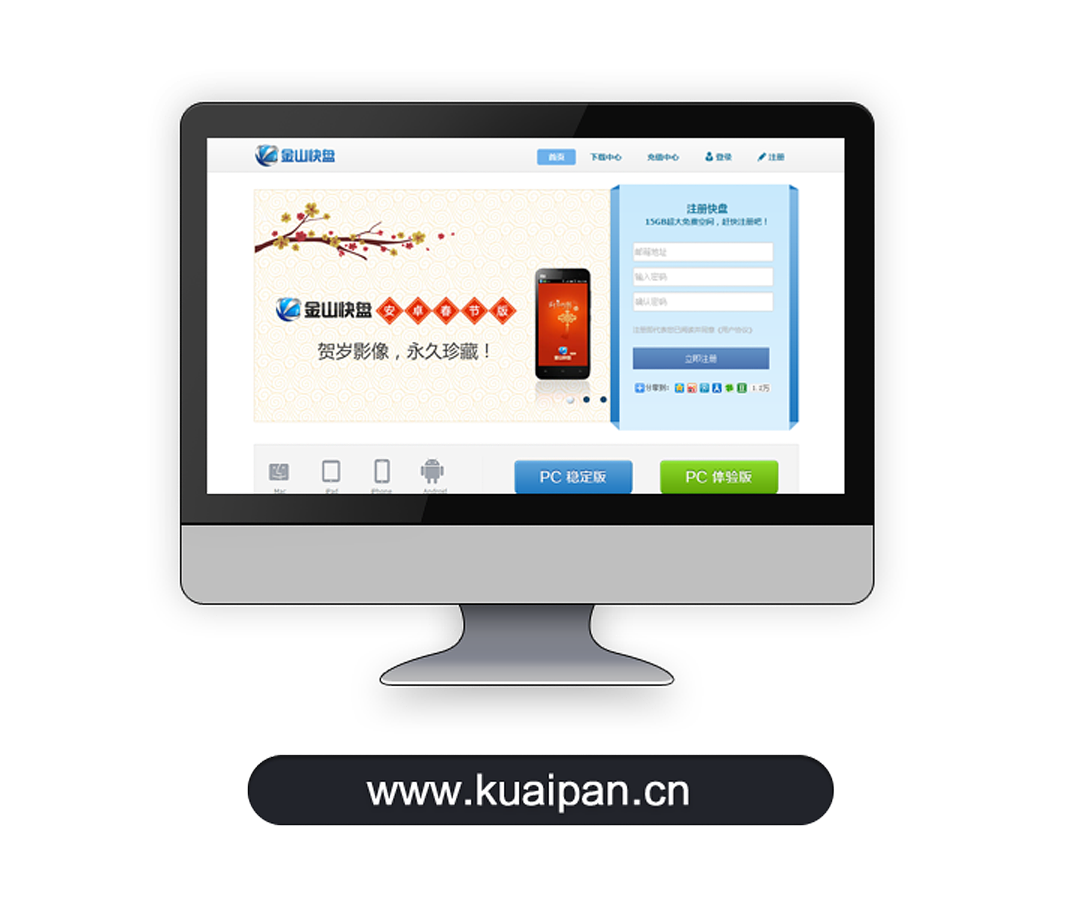 金山快盘
首页 下载中心 充值中心 登录 注册
注册快盘
15GB超大免费空间，赶快注册吧！
邮箱地址
输入密码
确认密码
注册即代表您已阅读并同意《用户协议》
立即注册
分享到： 1.2万
金山快盘 安卓春节版
贺岁影像，永久珍藏！
金山快盘
Mac iPad iPhone Android
PC 稳定版 PC 体验版
www.kuaipan.cn